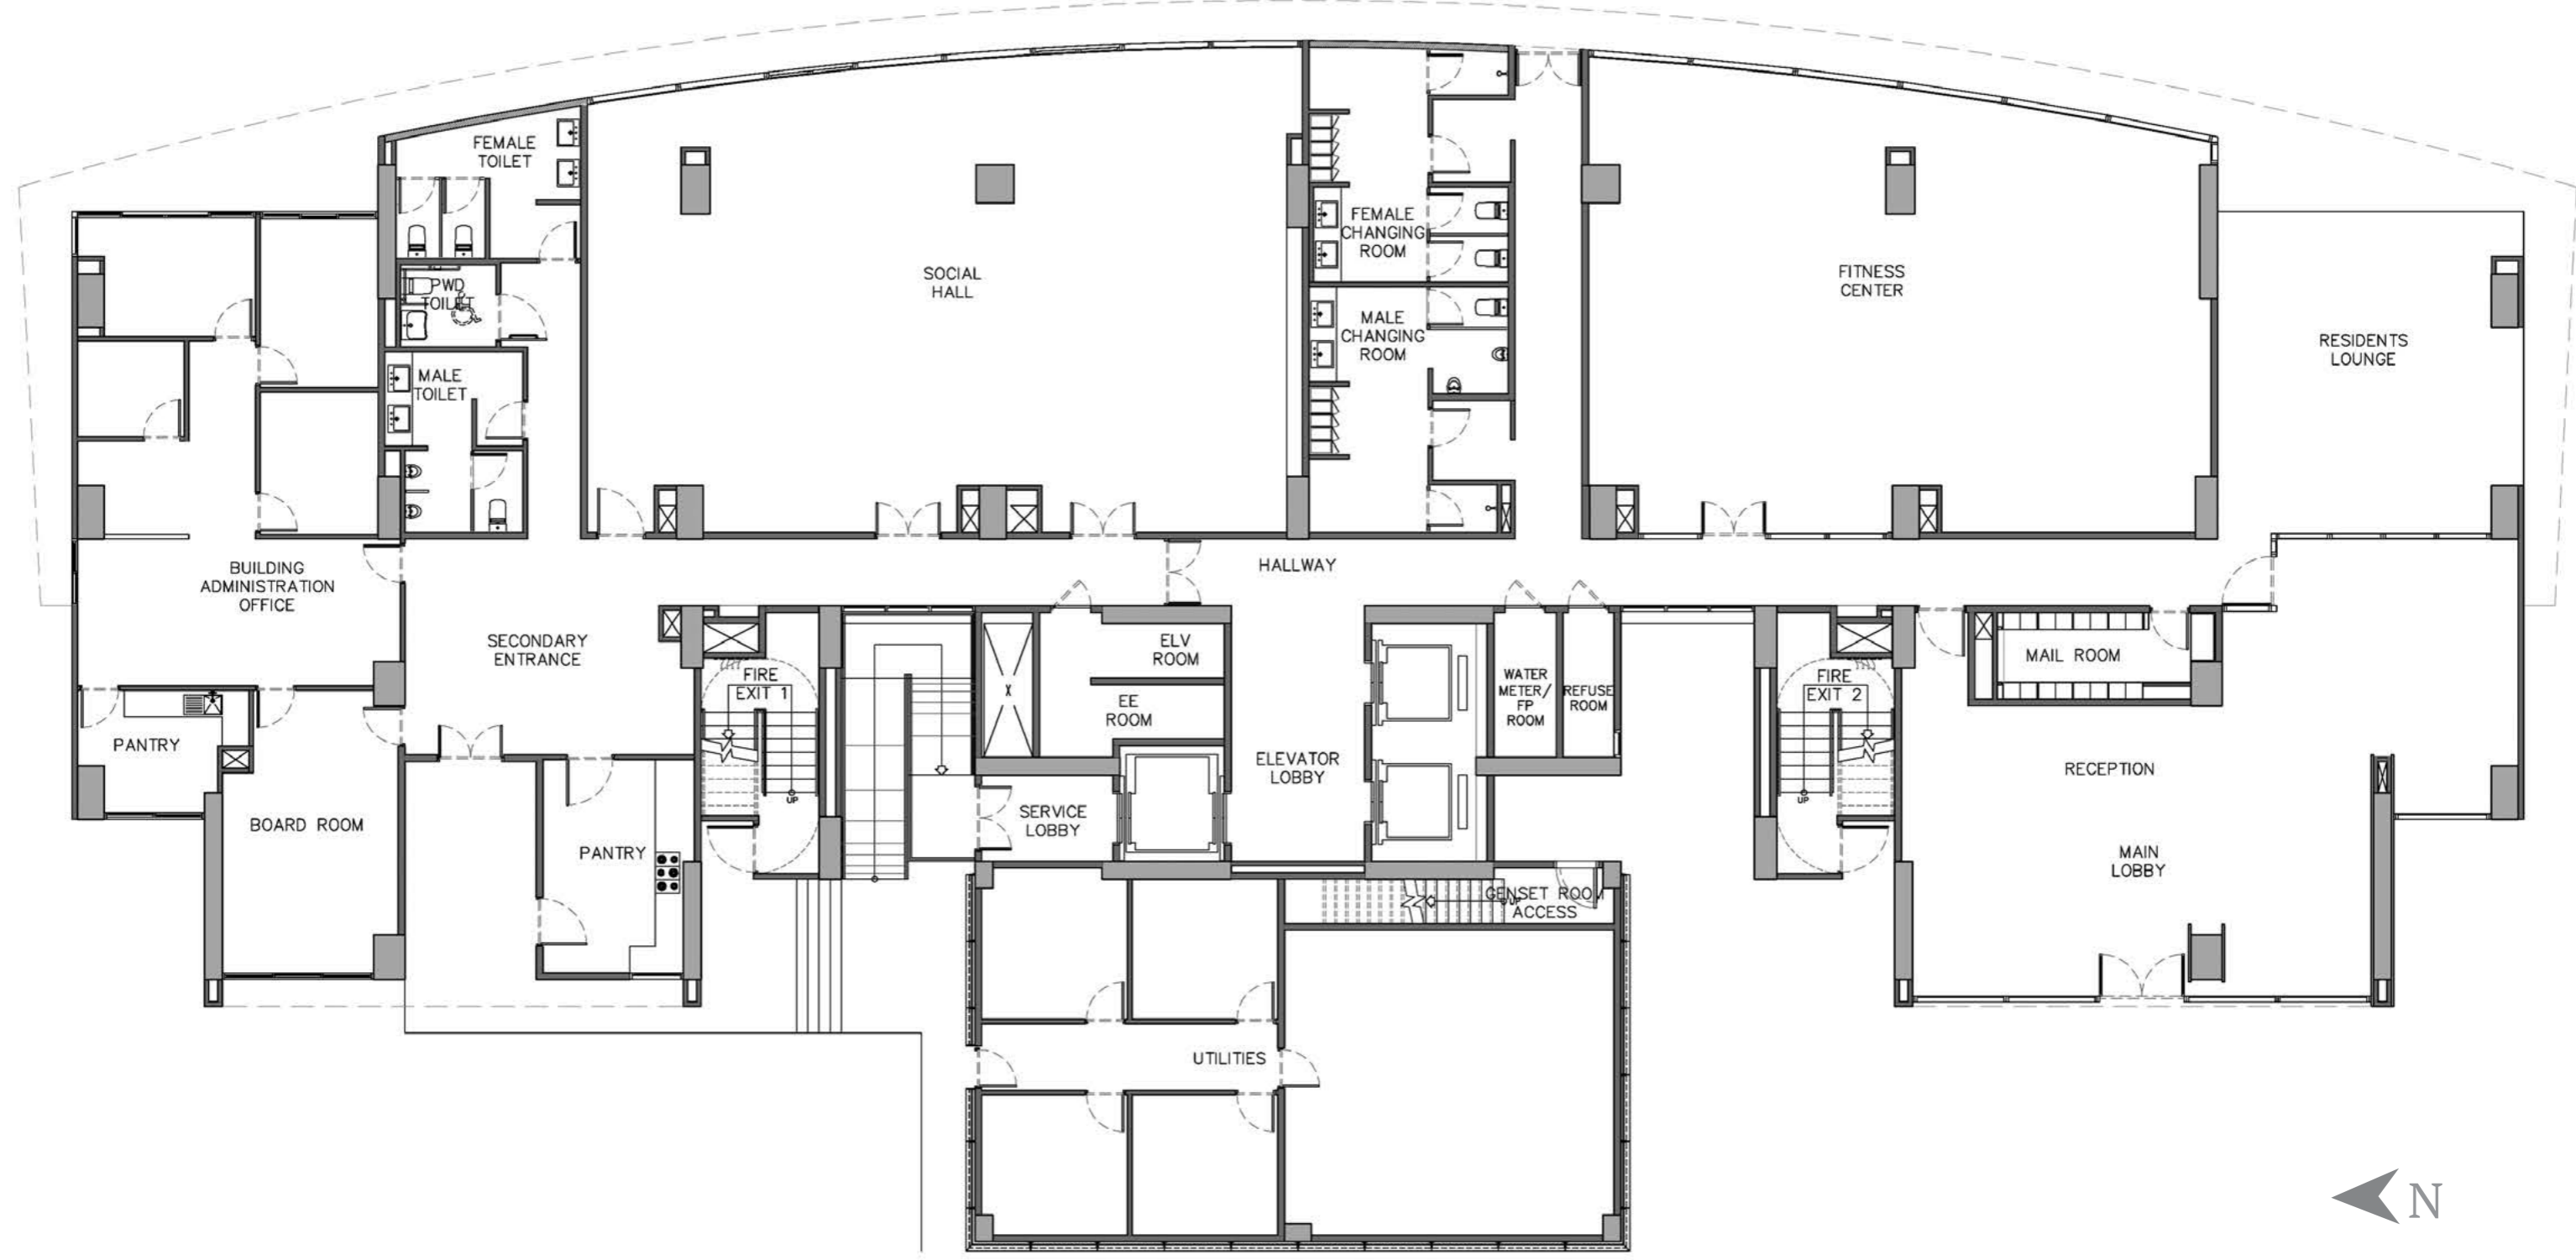 FEMALE
TOILET
PWD
TOILET
MALE
TOILET
SOCIAL
HALL
FEMALE
CHANGING
ROOM
MALE
CHANGING
ROOM
FITNESS
CENTER
RESIDENTS
LOUNGE
BUILDING
ADMINISTRATION
OFFICE
HALLWAY
SECONDARY
ENTRANCE
FIRE
EXIT 1
UP
ELV
ROOM
EE
ROOM
X
WATER
METER/
FP
ROOM
REFUSE
ROOM
FIRE
EXIT 2
UP
MAIL ROOM
PANTRY
BOARD ROOM
PANTRY
SERVICE
LOBBY
ELEVATOR
LOBBY
RECEPTION
MAIN
LOBBY
GENSET ROOM
ACCESS
UP
UTILITIES
N